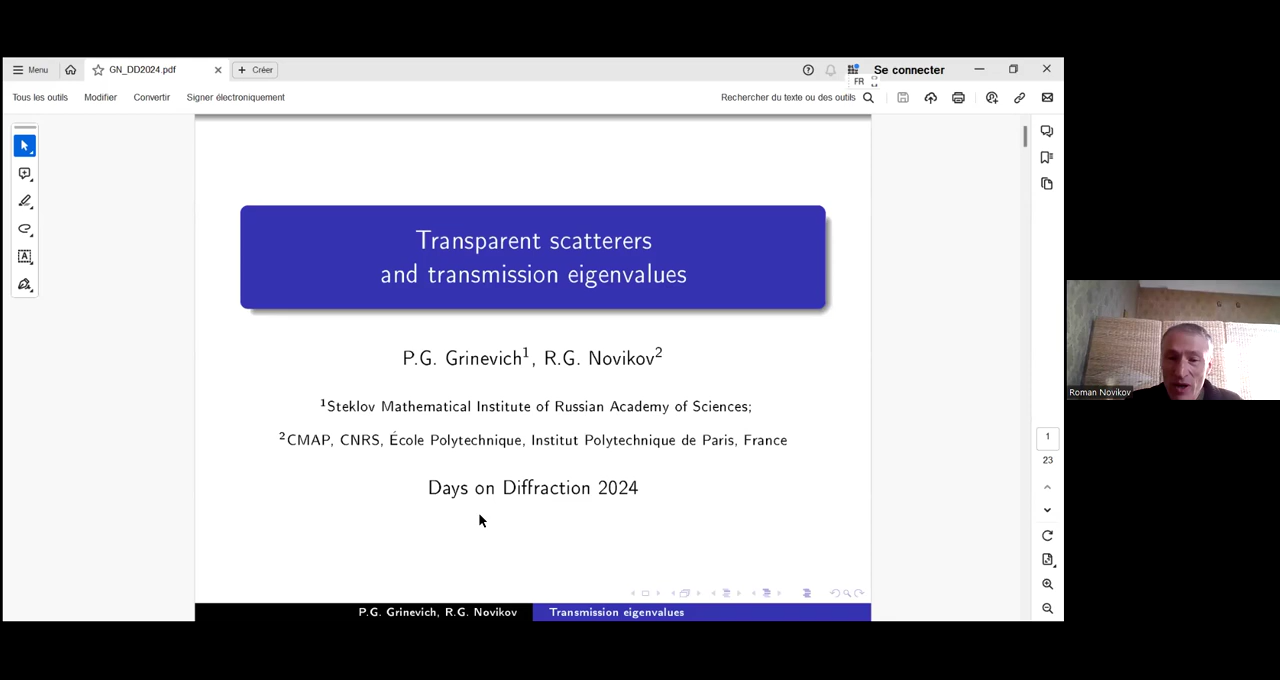 Menu
GN_DD2024.pdf
Créer
Se connecter
FR
Tous les outils
Modifier
Convertir
Signer électroniquement
Rechercher du texte ou des outils
Transparent scatterers
and transmission eigenvalues
P.G. Grinevich¹, R.G. Novikov²
¹Steklov Mathematical Institute of Russian Academy of Sciences;
²CMAP, CNRS, École Polytechnique, Institut Polytechnique de Paris, France
Days on Diffraction 2024
P.G. Grinevich, R.G. Novikov
Transmission eigenvalues
1
23
Roman Novikov